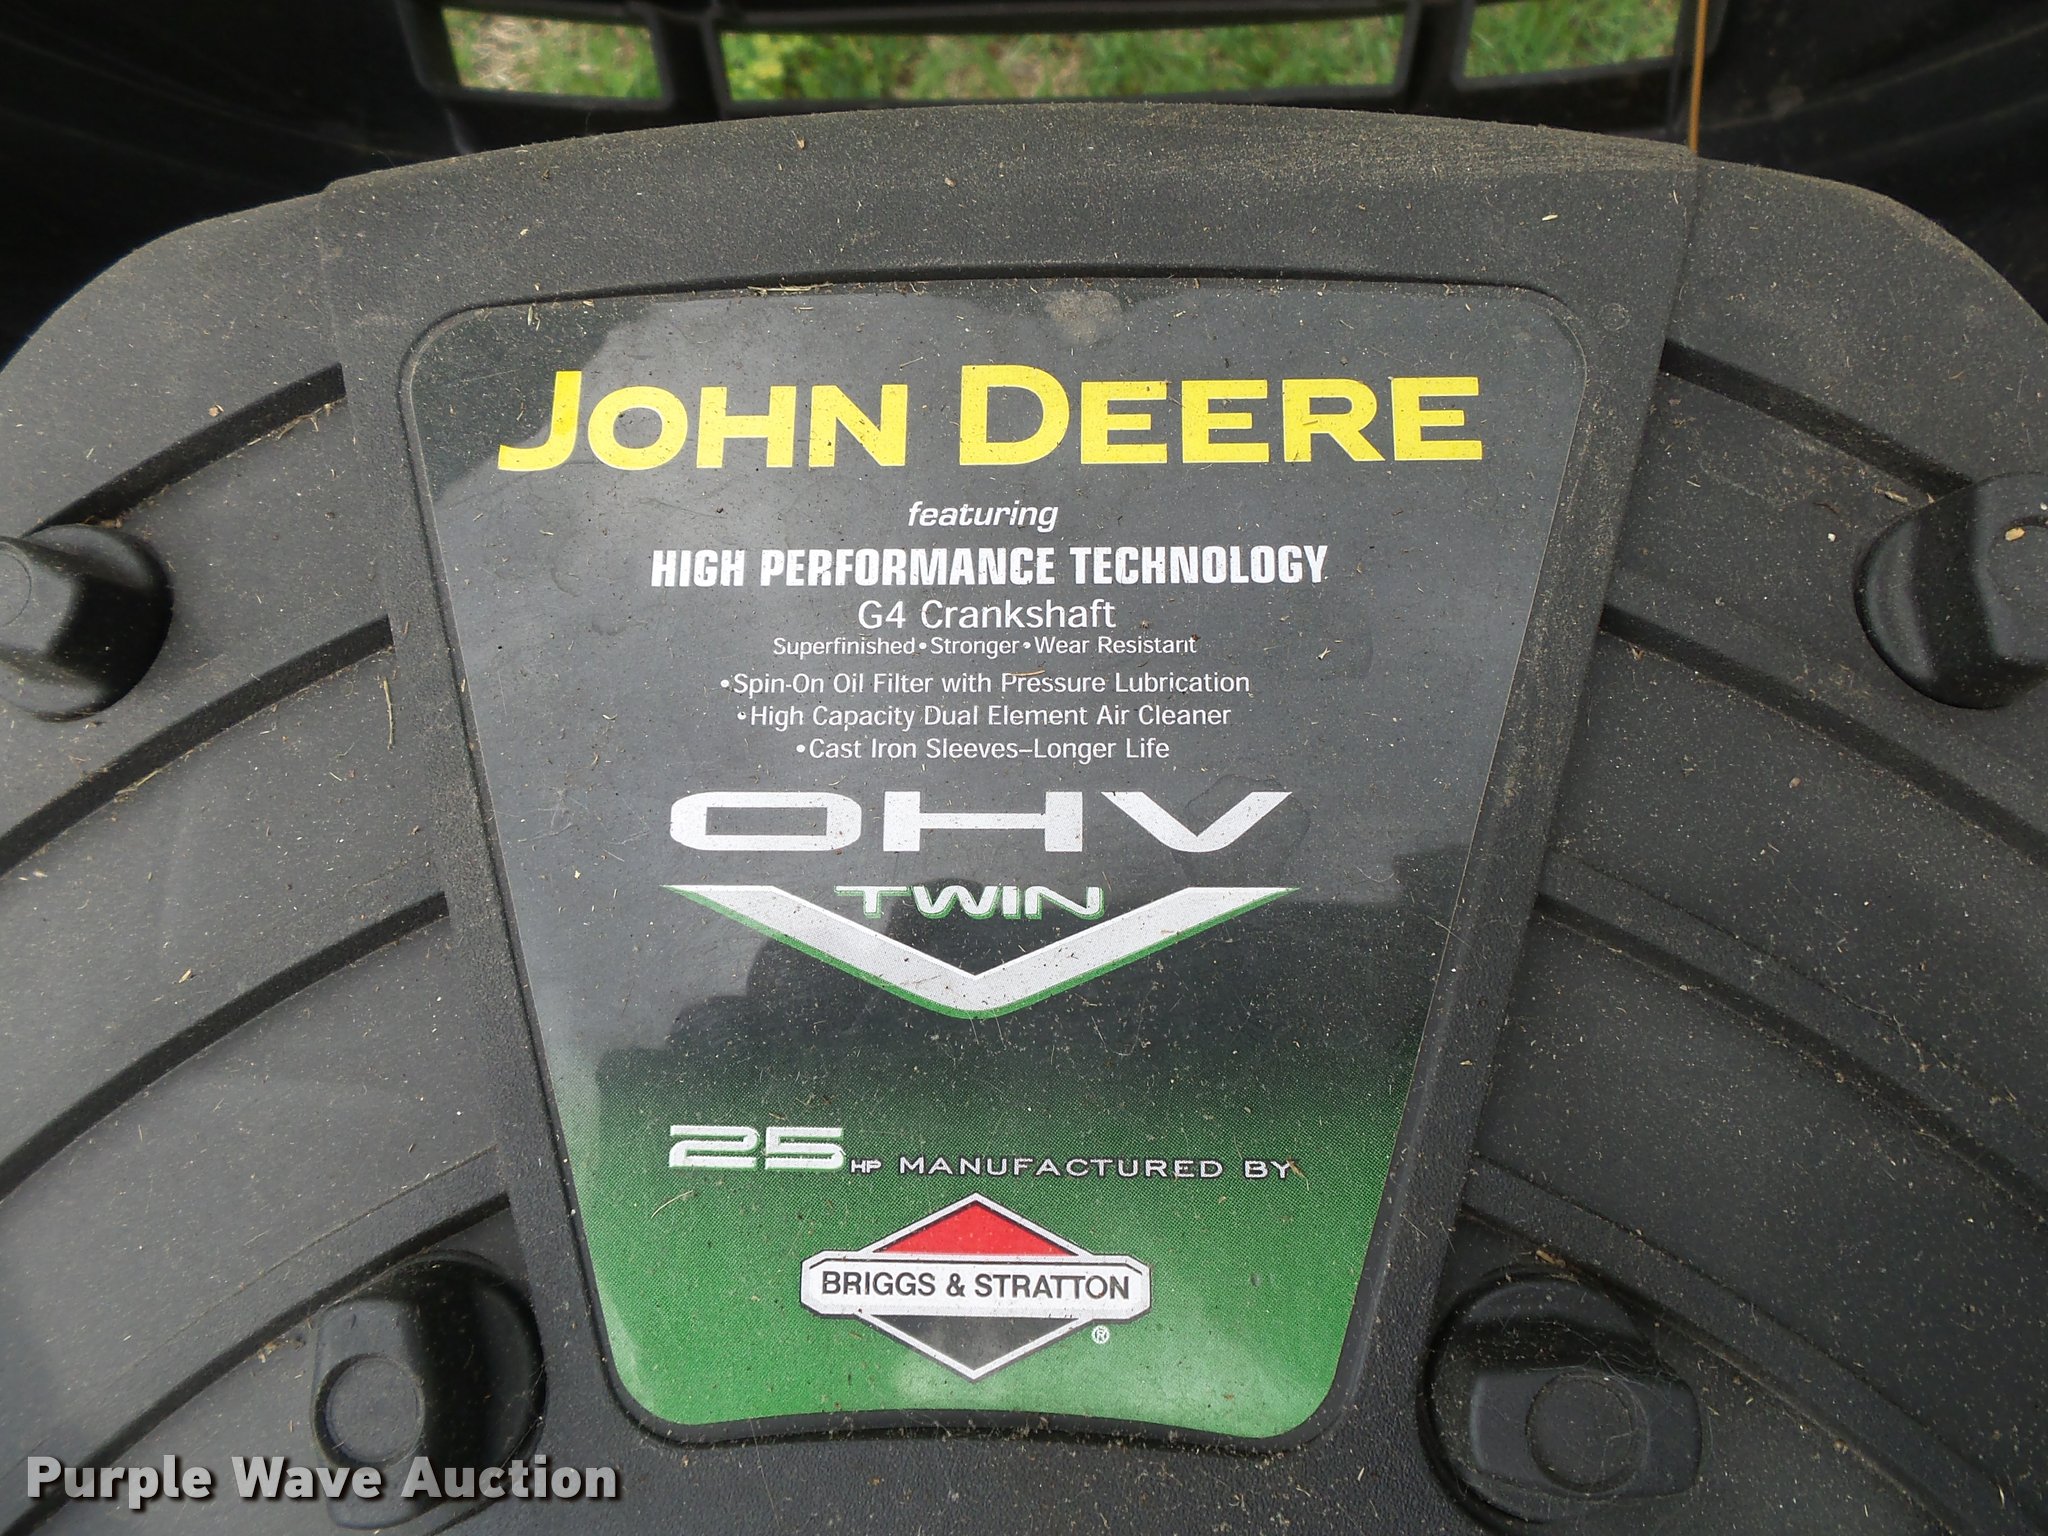 JOHN DEERE
featuring
HIGH PERFORMANCE TECHNOLOGY
G4 Crankshaft
Superfinished•Stronger•Wear Resistant
•Spin-On Oil Filter with Pressure Lubrication
•High Capacity Dual Element Air Cleaner
•Cast Iron Sleeves–Longer Life
OHV
TWIN
25 HP MANUFACTURED BY
BRIGGS & STRATTON
®
Purple Wave Auction